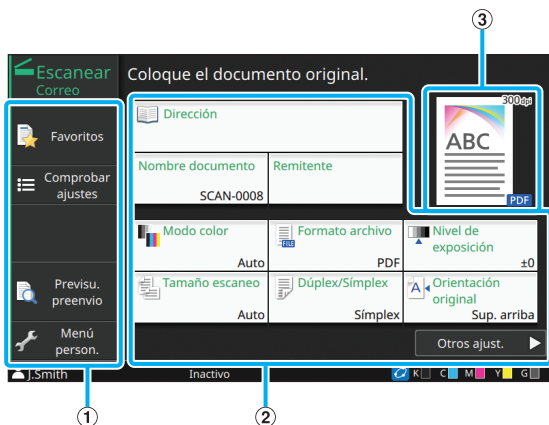 3
Escanear
Correo
Coloque el documento original.
Favoritos
Comprobar
ajustes
Previsu.
preenvio
Menú
person.
Dirección
Nombre documento
SCAN-0008
Remitente
300dpi
ABC
PDF
Modo color
Auto
Formato archivo
FILE
PDF
Nivel de
exposición
±0
Tamaño escaneo
Auto
Dúplex/Símplex
Símplex
A
Orientación
original
Sup. arriba
Otros ajust.
J.Smith
Inactivo
K C M Y G
1
2